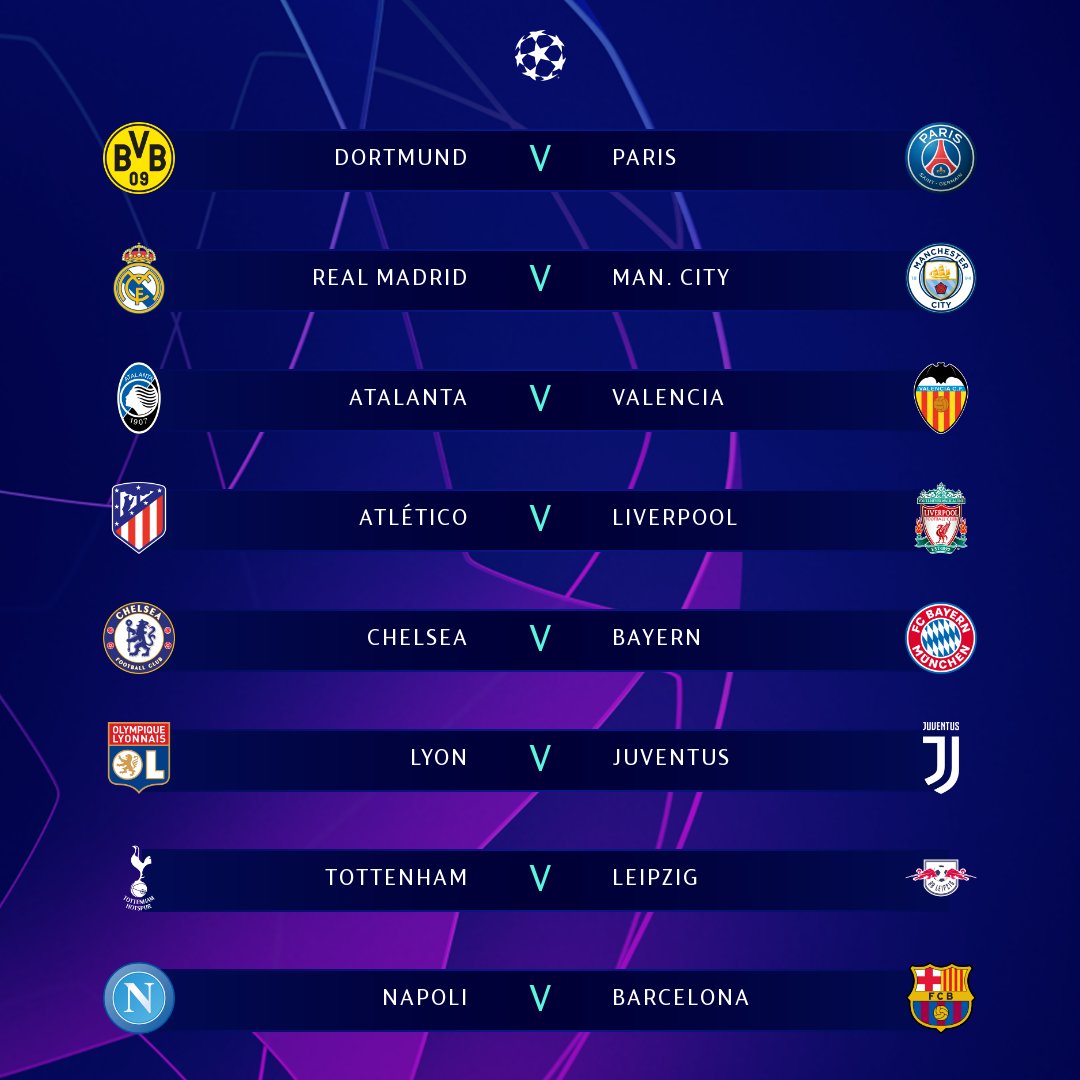 BVB 09
DORTMUND V PARIS
PARIS SAINT-GERMAIN
REAL MADRID V MAN. CITY
MANCHESTER CITY
ATALANTA 1907
ATALANTA V VALENCIA
VALENCIA C.F.
ATLÉTICO V LIVERPOOL
LIVERPOOL
FOOTBALL CLUB
EST·1892
CHELSEA FOOTBALL CLUB
CHELSEA V BAYERN
FC BAYERN MÜNCHEN
OLYMPIQUE
LYONNAIS
OL
LYON V JUVENTUS
JUVENTUS
J
TOTTENHAM
HOTSPUR
TOTTENHAM V LEIPZIG
RB LEIPZIG
N
NAPOLI V BARCELONA
FCB